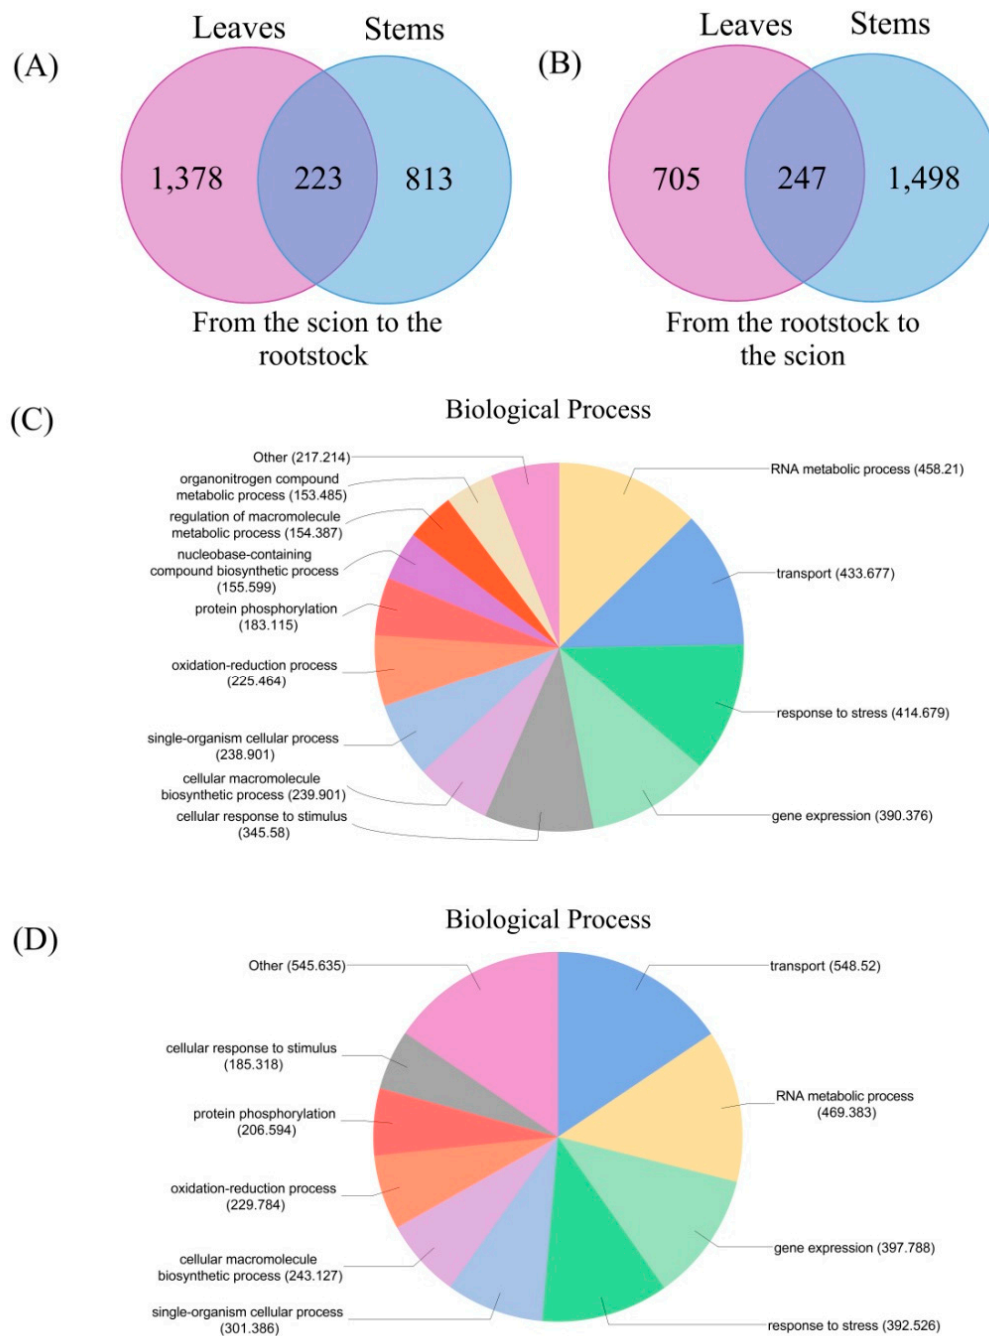 (A)
Leaves
Stems
1,378
223
813
From the scion to the
rootstock
(B)
Leaves
Stems
705
247
1,498
From the rootstock to
the scion
(C)
Biological Process
Other (217.214)
organonitrogen compound
metabolic process (153.485)
regulation of macromolecule
metabolic process (154.387)
nucleobase-containing
compound biosynthetic process
(155.599)
protein phosphorylation
(183.115)
oxidation-reduction process
(225.464)
single-organism cellular process
(238.901)
cellular macromolecule
biosynthetic process (239.901)
cellular response to stimulus
(345.58)
RNA metabolic process (458.21)
transport (433.677)
response to stress (414.679)
gene expression (390.376)
(D)
Biological Process
Other (545.635)
cellular response to stimulus
(185.318)
protein phosphorylation
(206.594)
oxidation-reduction process
(229.784)
cellular macromolecule
biosynthetic process (243.127)
single-organism cellular process
(301.386)
transport (548.52)
RNA metabolic process
(469.383)
gene expression (397.788)
response to stress (392.526)